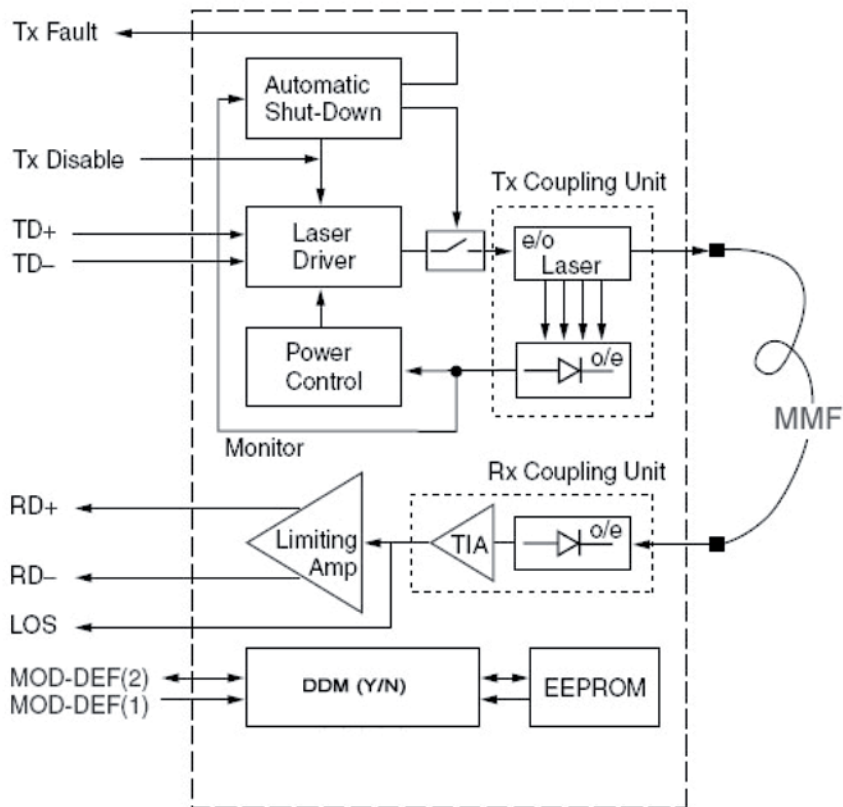 Tx Fault
Automatic
Shut-Down
Tx Disable
Tx Coupling Unit
TD+
TD–
Laser
Driver
e/o
Laser
Power
Control
o/e
MMF
Monitor
Rx Coupling Unit
RD+
RD–
Limiting
Amp
TIA
o/e
LOS
MOD-DEF(2)
MOD-DEF(1)
DDM (Y/N)
EEPROM